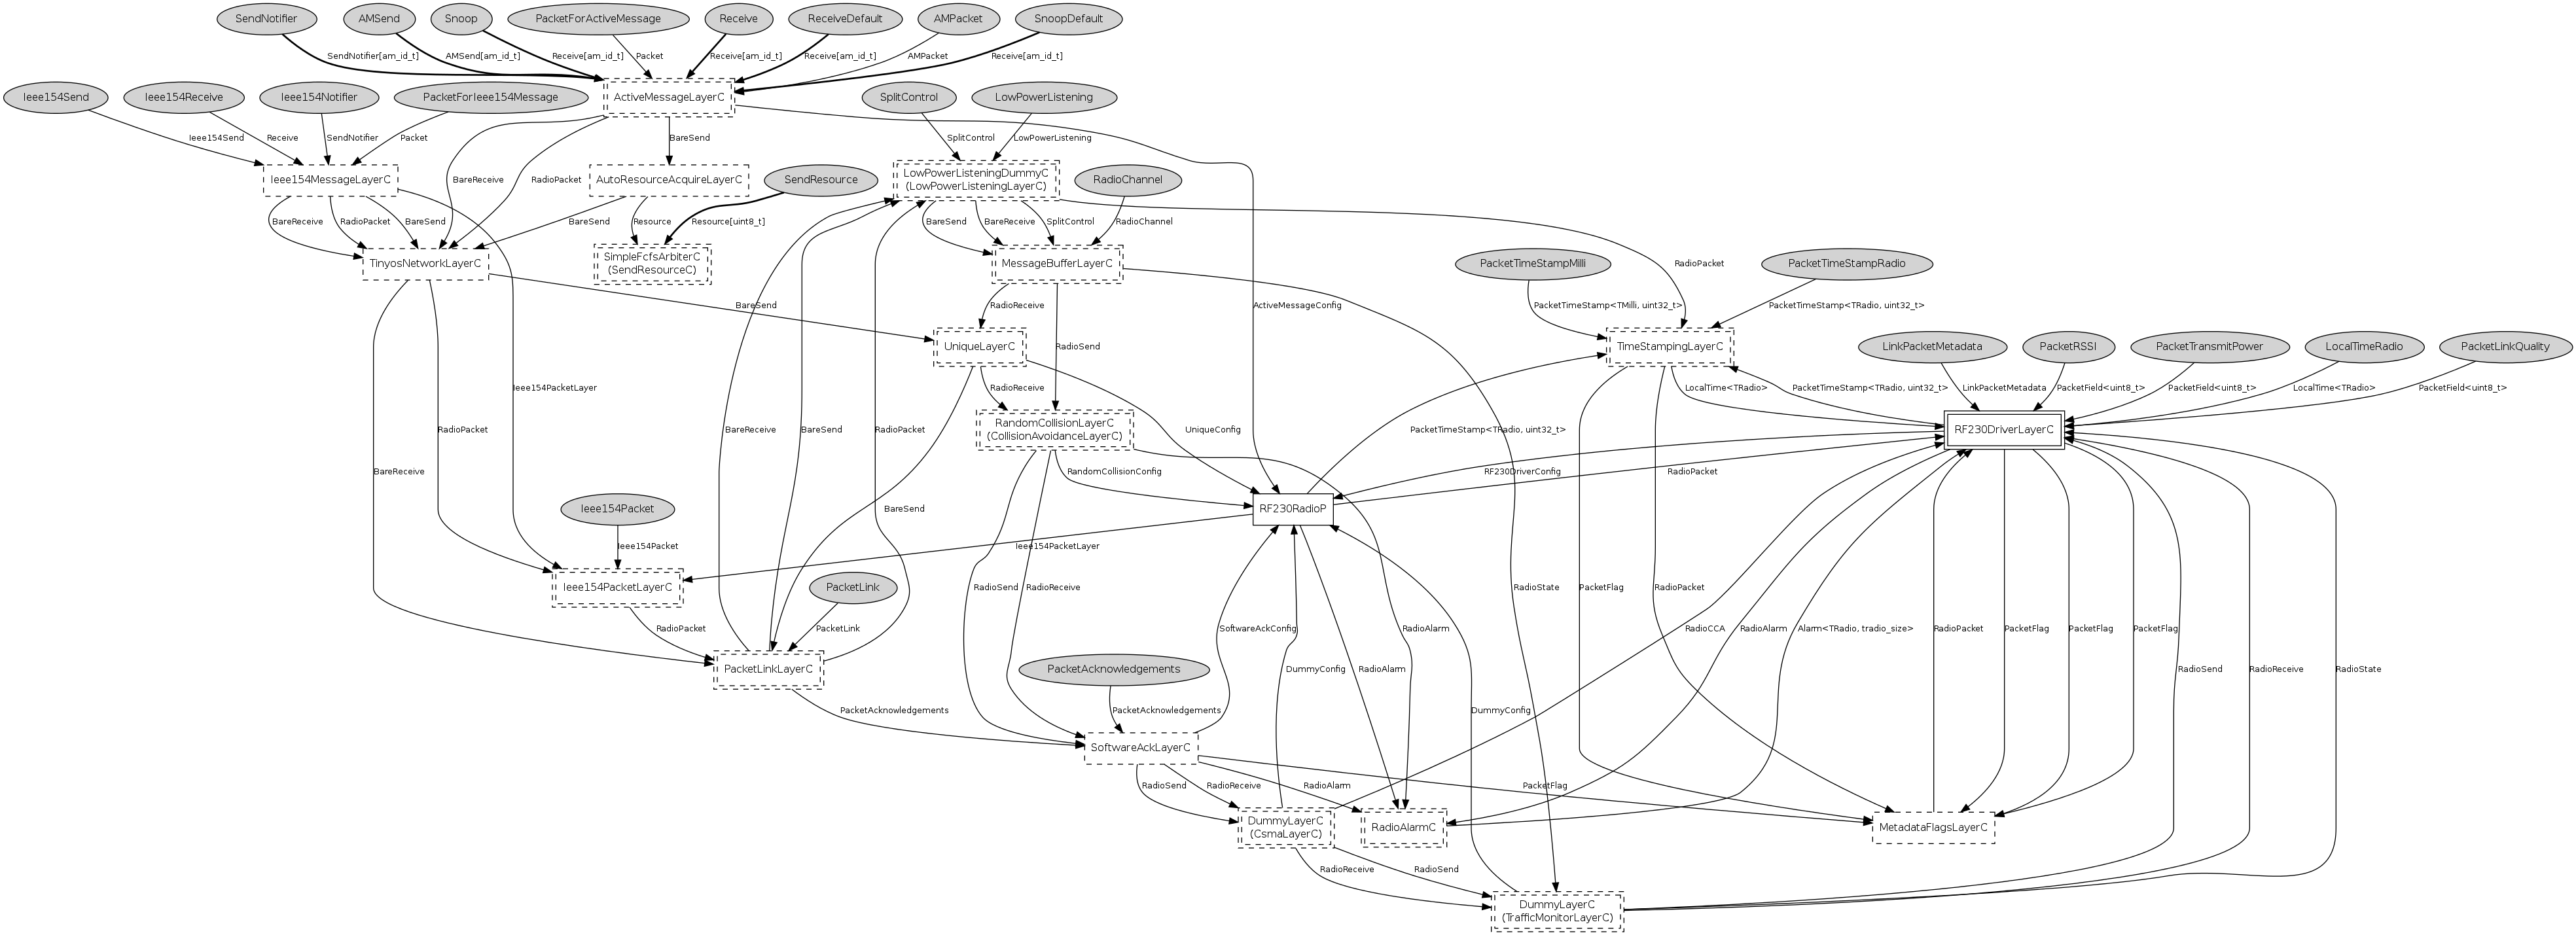 SendNotifier
AMSend
Snoop
PacketForActiveMessage
Receive
ReceiveDefault
AMPacket
SnoopDefault
SendNotifier[am_id_t]
AMSend[am_id_t]
Receive[am_id_t]
Packet
Receive[am_id_t]
Receive[am_id_t]
AMPacket
Receive[am_id_t]
Ieee154Send
Ieee154Receive
Ieee154Notifier
PacketForIeee154Message
ActiveMessageLayerC
SplitControl
LowPowerListening
Ieee154Send
Receive
SendNotifier
Packet
BareSend
SplitControl
LowPowerListening
Ieee154MessageLayerC
BareReceive
RadioPacket
AutoResourceAcquireLayerC
SendResource
LowPowerListeningDummyC
(LowPowerListeningLayerC)
RadioChannel
BareReceive
RadioPacket
BareSend
BareSend
Resource
Resource[uint8_t]
BareSend
BareReceive
SplitControl
RadioChannel
TinyosNetworkLayerC
SimpleFcfsArbiterC
(SendResourceC)
MessageBufferLayerC
PacketTimeStampMilli
RadioPacket
PacketTimeStampRadio
BareSend
RadioReceive
ActiveMessageConfig
PacketTimeStamp<TMilli, uint32_t>
PacketTimeStamp<TRadio, uint32_t>
UniqueLayerC
RadioSend
TimeStampingLayerC
LinkPacketMetadata
PacketRSSI
PacketTransmitPower
LocalTimeRadio
PacketLinkQuality
Ieee154PacketLayer
RadioReceive
LocalTime<TRadio>
PacketTimeStamp<TRadio, uint32_t>
LinkPacketMetadata
PacketField<uint8_t>
PacketField<uint8_t>
LocalTime<TRadio>
PacketField<uint8_t>
RadioPacket
BareReceive
BareSend
RadioPacket
RandomCollisionLayerC
(CollisionAvoidanceLayerC)
UniqueConfig
PacketTimeStamp<TRadio, uint32_t>
RF230DriverLayerC
BareReceive
RandomCollisionConfig
RF230DriverConfig
RadioPacket
Ieee154Packet
BareSend
RF230RadioP
Ieee154Packet
Ieee154PacketLayer
Ieee154PacketLayerC
PacketLink
RadioSend
RadioReceive
RadioState
PacketFlag
RadioPacket
RadioPacket
PacketLink
SoftwareAckConfig
RadioAlarm
RadioCCA
RadioAlarm
Alarm<TRadio, tradio_size>
RadioPacket
PacketFlag
PacketFlag
PacketFlag
PacketLinkLayerC
PacketAcknowledgements
DummyConfig
RadioAlarm
RadioSend
RadioReceive
RadioState
PacketAcknowledgements
PacketAcknowledgements
DummyConfig
SoftwareAckLayerC
RadioSend
RadioReceive
RadioAlarm
PacketFlag
DummyLayerC
(CsmaLayerC)
RadioAlarmC
MetadataFlagsLayerC
RadioReceive
RadioSend
DummyLayerC
(TrafficMonitorLayerC)